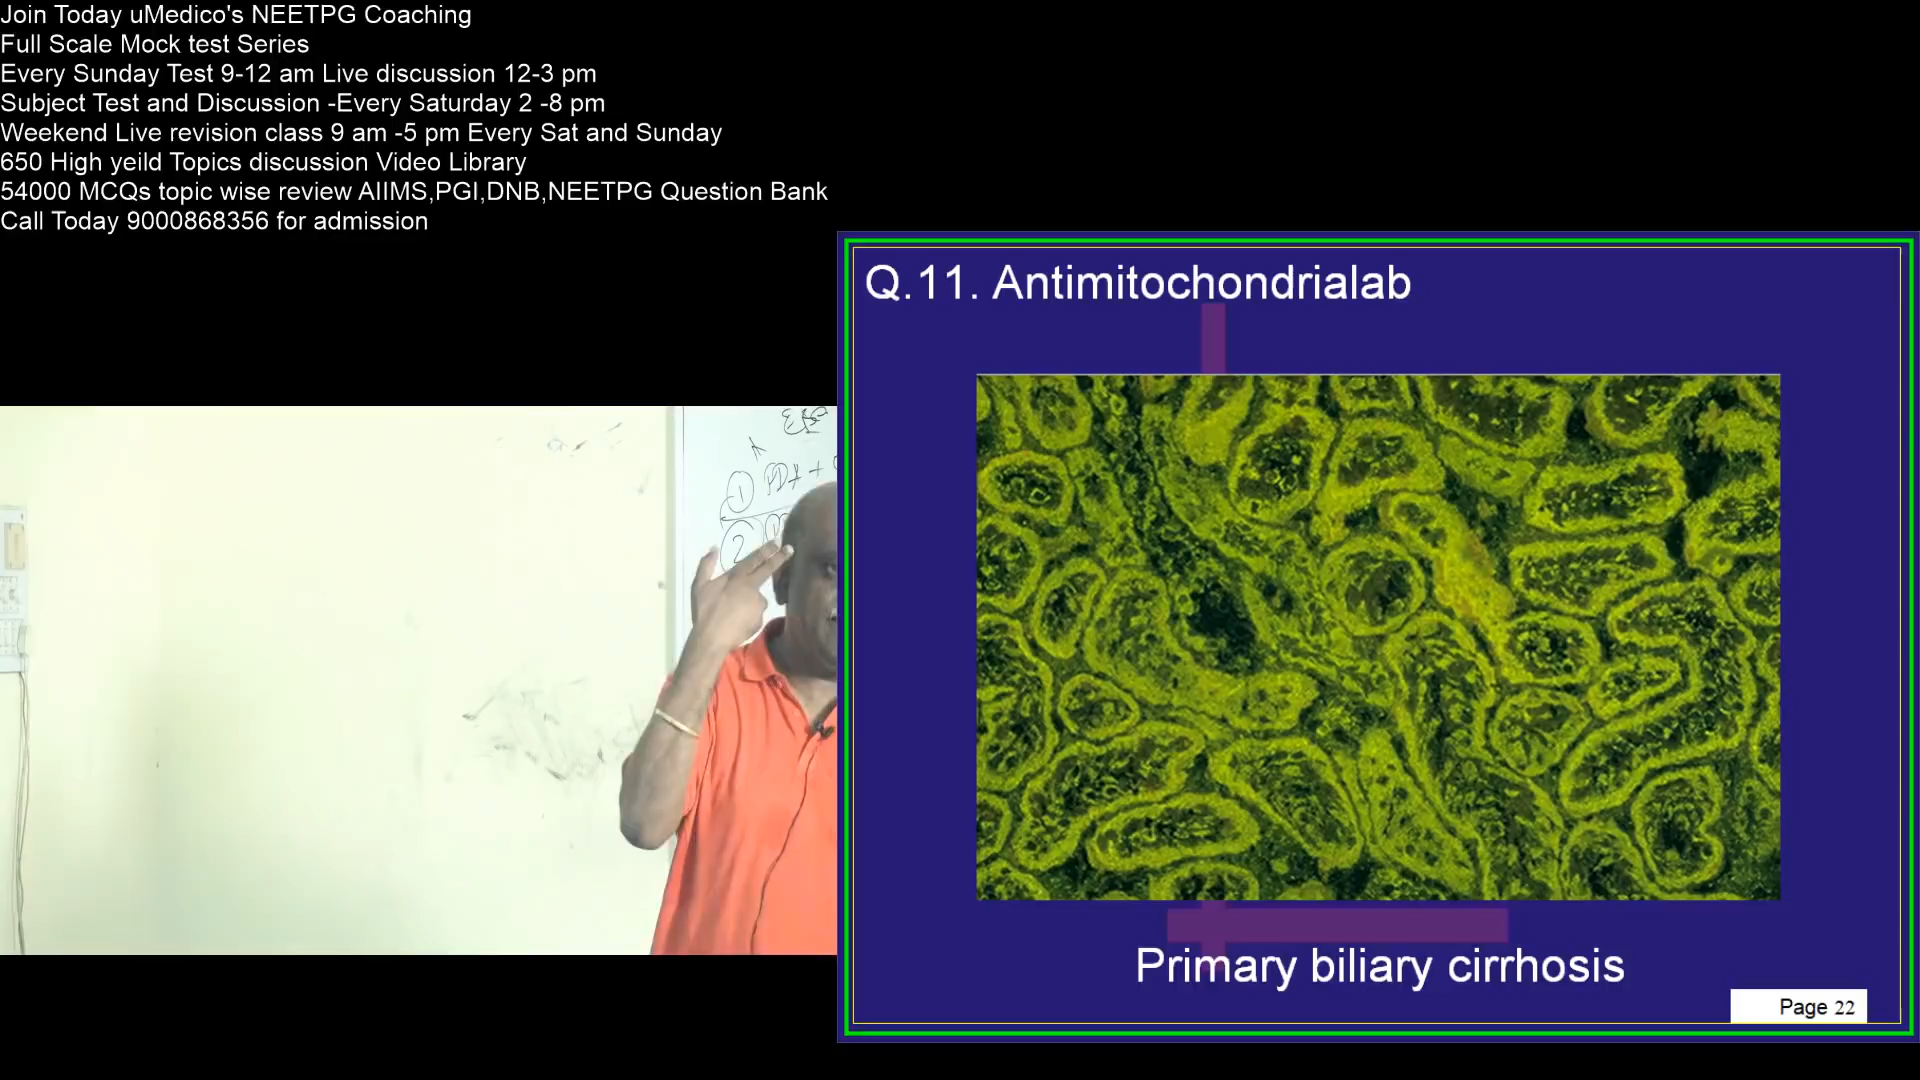 Join Today uMedico's NEETPG Coaching
Full Scale Mock test Series
Every Sunday Test 9-12 am Live discussion 12-3 pm
Subject Test and Discussion -Every Saturday 2 -8 pm
Weekend Live revision class 9 am -5 pm Every Sat and Sunday
650 High yeild Topics discussion Video Library
54000 MCQs topic wise review AIIMS,PGI,DNB,NEETPG Question Bank
Call Today 9000868356 for admission
Q.11. Antimitochondrialab
1
2
Primary biliary cirrhosis
Page 22